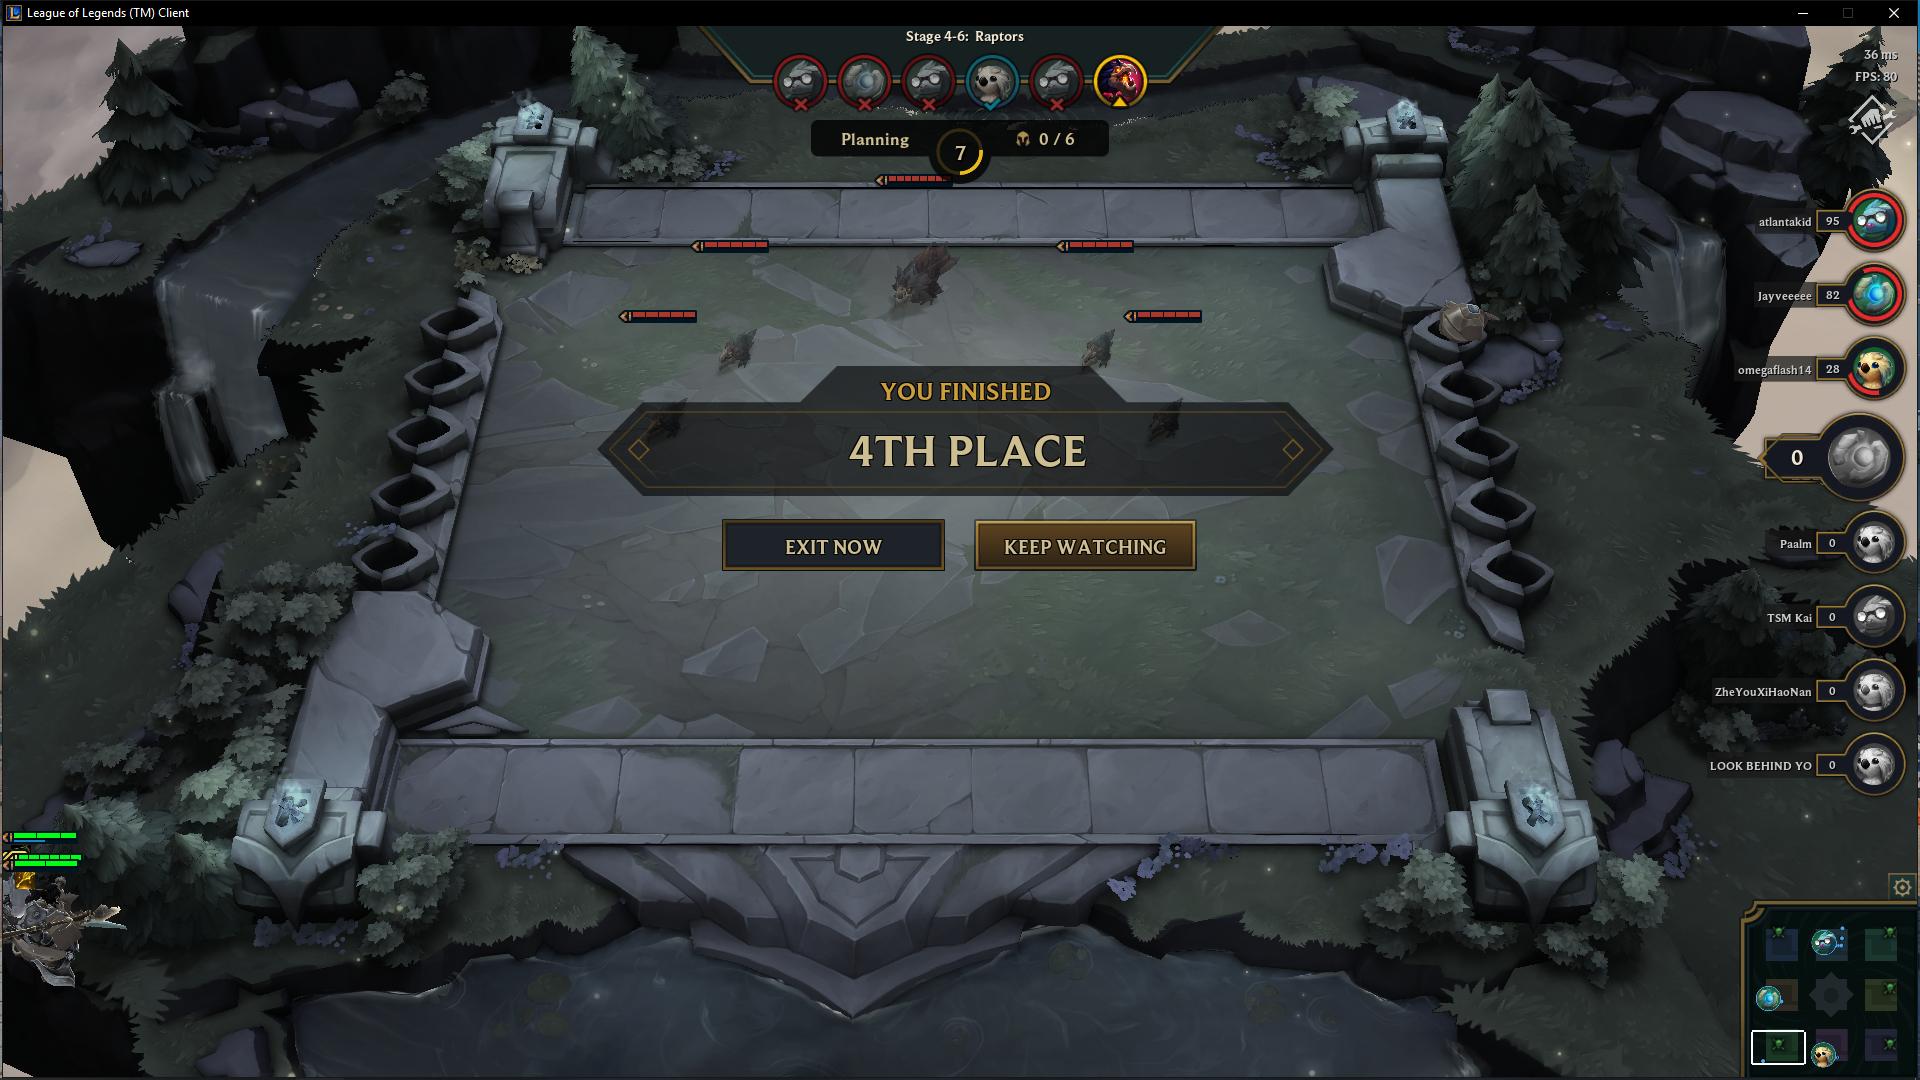 League of Legends (TM) Client
Stage 4-6: Raptors
36 ms
FPS: 80
Planning
7
0 / 6
atlantakid 95
Jayveeeee 82
omegaflash14 28
YOU FINISHED
4TH PLACE
0
EXIT NOW
KEEP WATCHING
Paalm 0
TSM Kai 0
ZheYouXiHaoNan 0
LOOK BEHIND YO 0